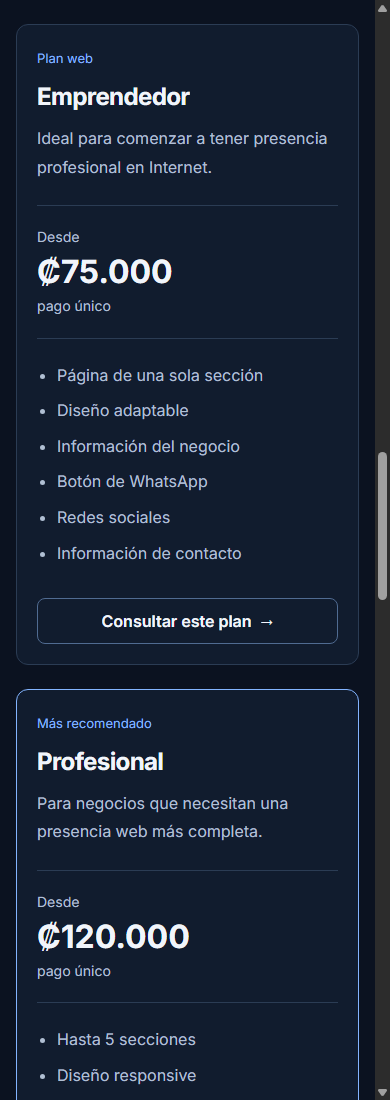 Plan web
Emprendedor
Ideal para comenzar a tener presencia
profesional en Internet.
Desde
₡75.000
pago único
• Página de una sola sección
• Diseño adaptable
• Información del negocio
• Botón de WhatsApp
• Redes sociales
• Información de contacto
Consultar este plan →
Más recomendado
Profesional
Para negocios que necesitan una
presencia web más completa.
Desde
₡120.000
pago único
• Hasta 5 secciones
• Diseño responsive